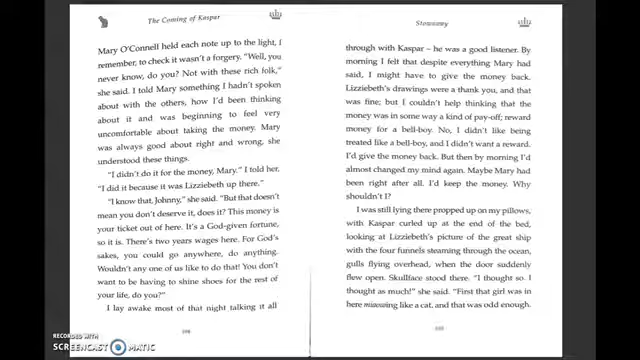 The Coming of Kaspar
Mary O'Connell held each note up to the light, I
remember, to check it wasn't a forgery. "Well, you
never know, do you? Not with these rich folk,"
she said. I told Mary something I hadn't spoken
about with the others, how I'd been thinking
about it and was beginning to feel very
uncomfortable about taking the money. Mary
was always good about right and wrong, she
understood these things.
"I didn't do it for the money, Mary." I told her.
"I did it because it was Lizziebeth up there."
"I know that, Johnny," she said. "But that doesn't
mean you don't deserve it, does it? This money is
your ticket out of here. It's a God-given fortune,
so it is. There's two years wages here. For God's
sakes, you could go anywhere, do anything.
Wouldn't any one of us like to do that! You don't
want to be having to shine shoes for the rest of
your life, do you?"
I lay awake most of that night talking it all
Stowaway
through with Kaspar – he was a good listener. By
morning I felt that despite everything Mary had
said, I might have to give the money back.
Lizziebeth's drawings were a thank you, and that
was fine; but I couldn't help thinking that the
money was in some way a kind of pay-off; reward
money for a bell-boy. No, I didn't like being
treated like a bell-boy, and I didn't want a reward.
I'd give the money back. But then by morning I'd
almost changed my mind again. Maybe Mary had
been right after all. I'd keep the money. Why
shouldn't I?
I was still lying there propped up on my pillows,
with Kaspar curled up at the end of the bed,
looking at Lizziebeth's picture of the great ship
with the four funnels steaming through the ocean,
gulls flying overhead, when the door suddenly
flew open. Skullface stood there. "I thought so. I
thought as much!" she said. "First that girl was in
here miaowing like a cat, and that was odd enough.
RECORDED WITH
SCREENCAST MATIC